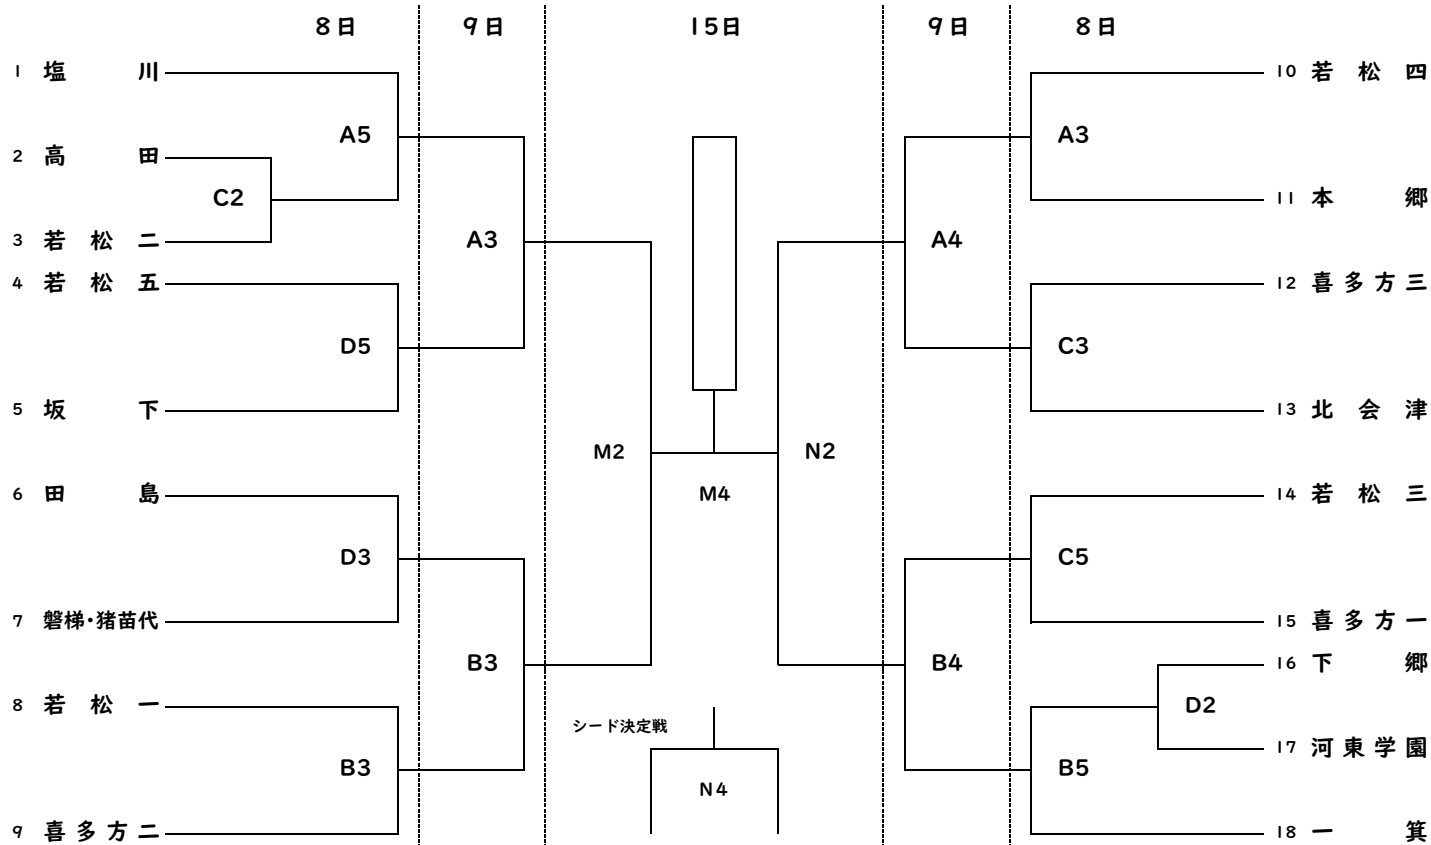 8日 9日 15日 9日 8日
1 塩川
A5
2 高田
C2
3 若松二
A3
4 若松五
D5
5 坂下
M2
6 田島
D3
7 磐梯・猪苗代
B3
8 若松一
B3
9 喜多方二
M4
シード決定戦
N4
10 若松四
A3
11 本郷
A4
12 喜多方三
C3
13 北会津
N2
14 若松三
C5
15 喜多方一
B4
16 下郷
D2
17 河東学園
B5
18 一箕